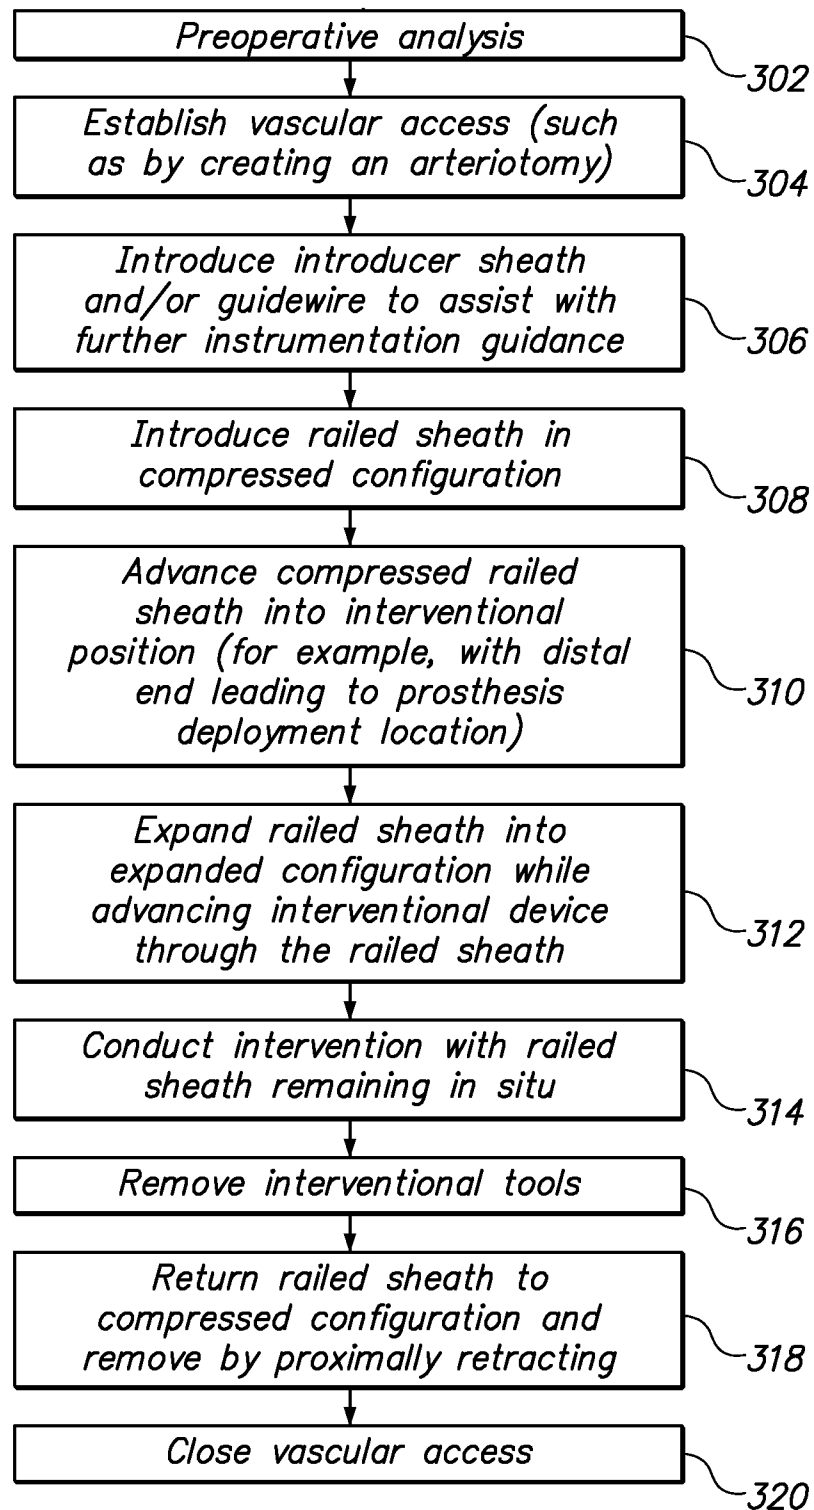 Preoperative analysis
302
Establish vascular access (such
as by creating an arteriotomy)
304
Introduce introducer sheath
and/or guidewire to assist with
further instrumentation guidance
306
Introduce railed sheath in
compressed configuration
308
Advance compressed railed
sheath into interventional
position (for example, with distal
end leading to prosthesis
deployment location)
310
Expand railed sheath into
expanded configuration while
advancing interventional device
through the railed sheath
312
Conduct intervention with railed
sheath remaining in situ
314
Remove interventional tools
316
Return railed sheath to
compressed configuration and
remove by proximally retracting
318
Close vascular access
320